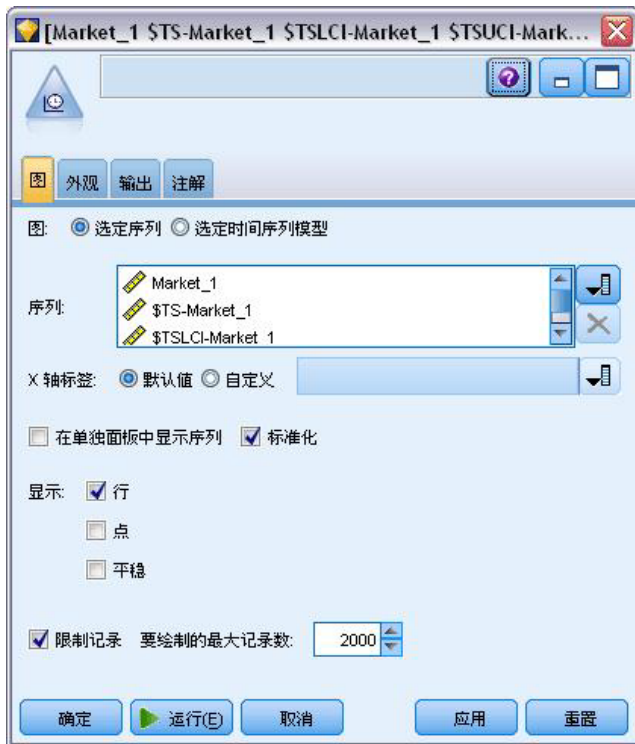 [Market_1 $TS-Market_1 $TSLCI-Market_1 $TSUCI-Mark...
图 外观 输出 注解
图: 选定序列 选定时间序列模型
序列:
Market_1
$TS-Market_1
$TSLCI-Market_1
X 轴标签: 默认值 自定义
在单独面板中显示序列 标准化
显示: 行
点
平稳
限制记录 要绘制的最大记录数: 2000
确定 运行(E) 取消 应用 重置